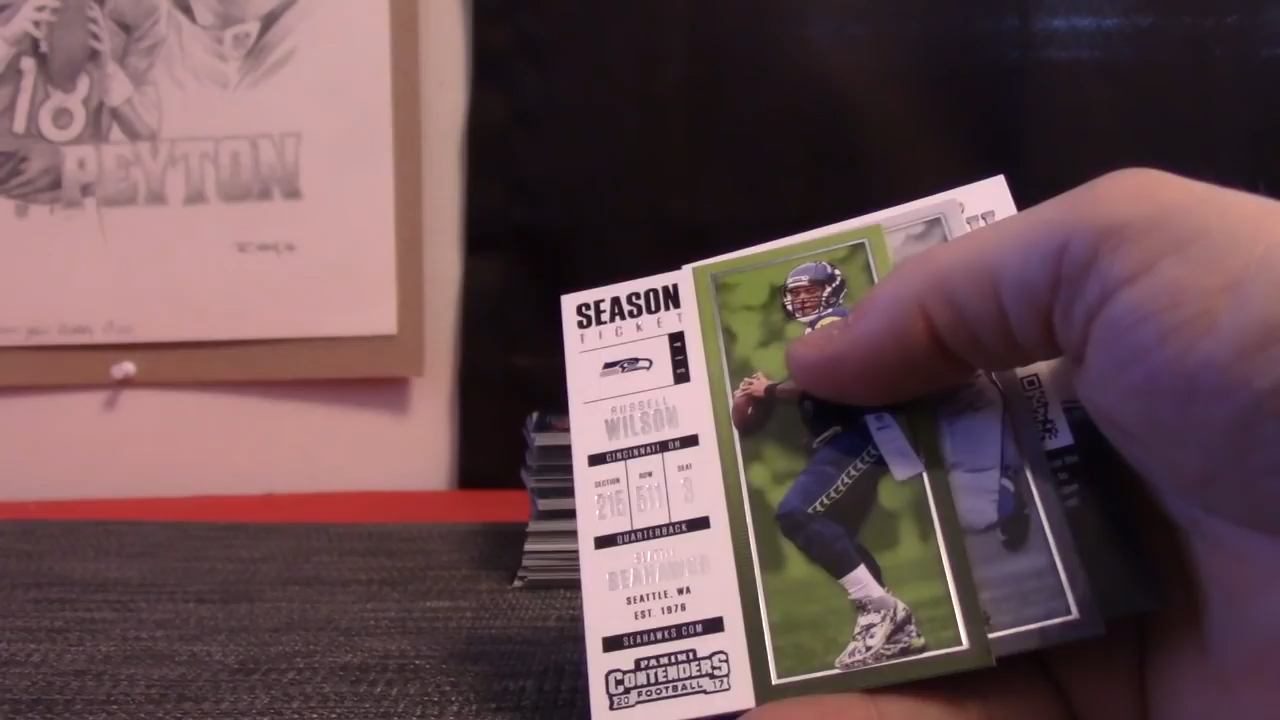 18
PEYTON
SEASON
TICKET
SEA
RUSSELL
WILSON
CINCINNATI OH
SECTION ROW SEAT
215 511 3
QUARTERBACK
SEAHAWKS
SEATTLE, WA
EST. 1976
SEAHAWKS.COM
PANINI
CONTENDERS
20 FOOTBALL 17